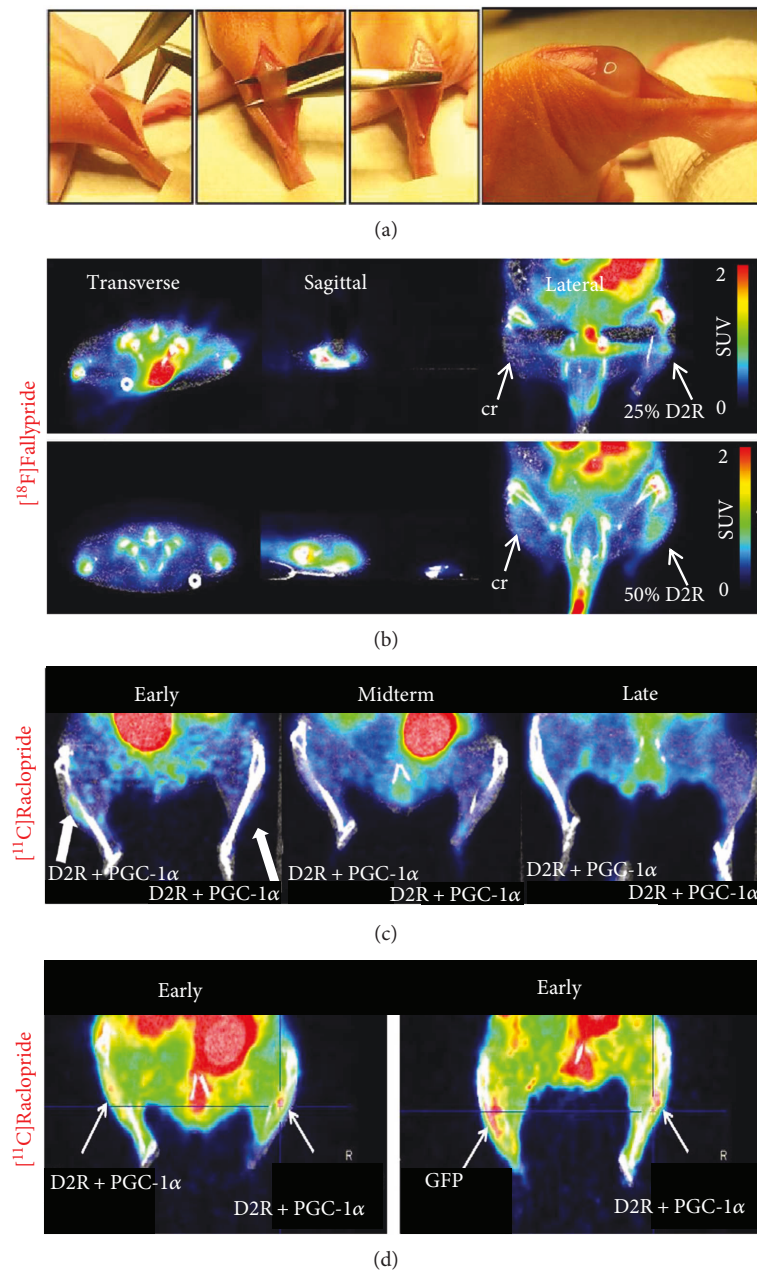 (a)
Transverse
Sagittal
Lateral
2
SUV
0
cr
25% D2R
[¹⁸F]Fallypride
2
SUV
0
cr
50% D2R
(b)
Early
Midterm
Late
[¹¹C]Raclopride
D2R + PGC-1α
D2R + PGC-1α
D2R + PGC-1α
D2R + PGC-1α
D2R + PGC-1α
D2R + PGC-1α
(c)
Early
Early
[¹¹C]Raclopride
R
R
D2R + PGC-1α
D2R + PGC-1α
GFP
D2R + PGC-1α
(d)